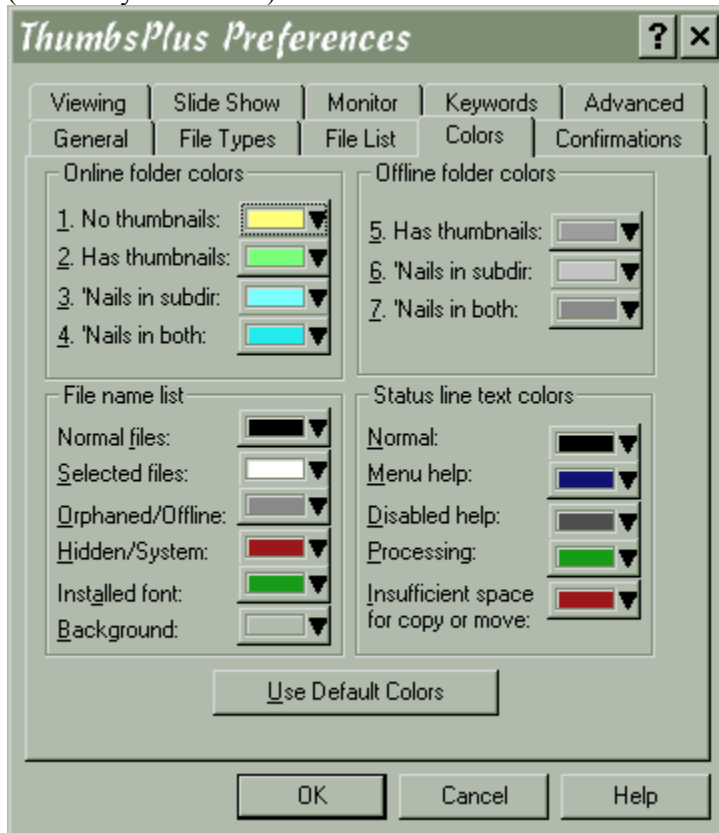 ThumbsPlus Preferences
Viewing
Slide Show
Monitor
Keywords
Advanced
General
File Types
File List
Colors
Confirmations
Online folder colors
1. No thumbnails:
2. Has thumbnails:
3. 'Nails in subdir:
4. 'Nails in both:
Offline folder colors
5. Has thumbnails:
6. 'Nails in subdir:
7. 'Nails in both:
File name list
Normal files:
Selected files:
Orphaned/Offline:
Hidden/System:
Installed font:
Background:
Status line text colors
Normal:
Menu help:
Disabled help:
Processing:
Insufficient space
for copy or move:
Use Default Colors
OK
Cancel
Help